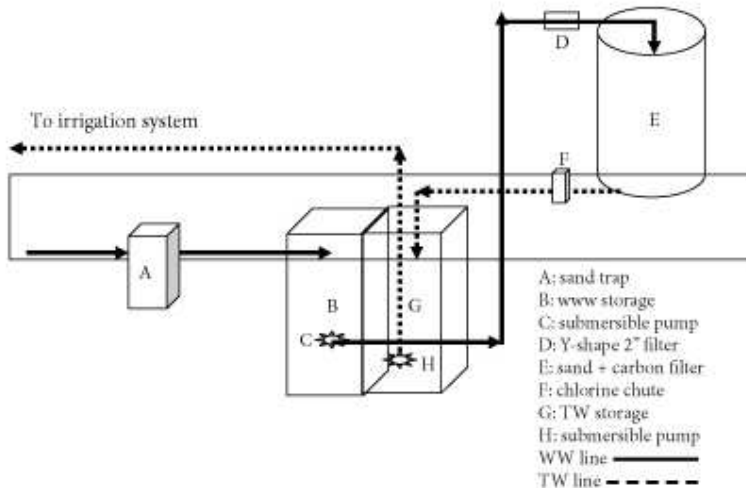 D
E
To irrigation system
F
A
B
G
C
H
A: sand trap
B: www storage
C: submersible pump
D: Y-shape 2" filter
E: sand + carbon filter
F: chlorine chute
G: TW storage
H: submersible pump
WW line
TW line